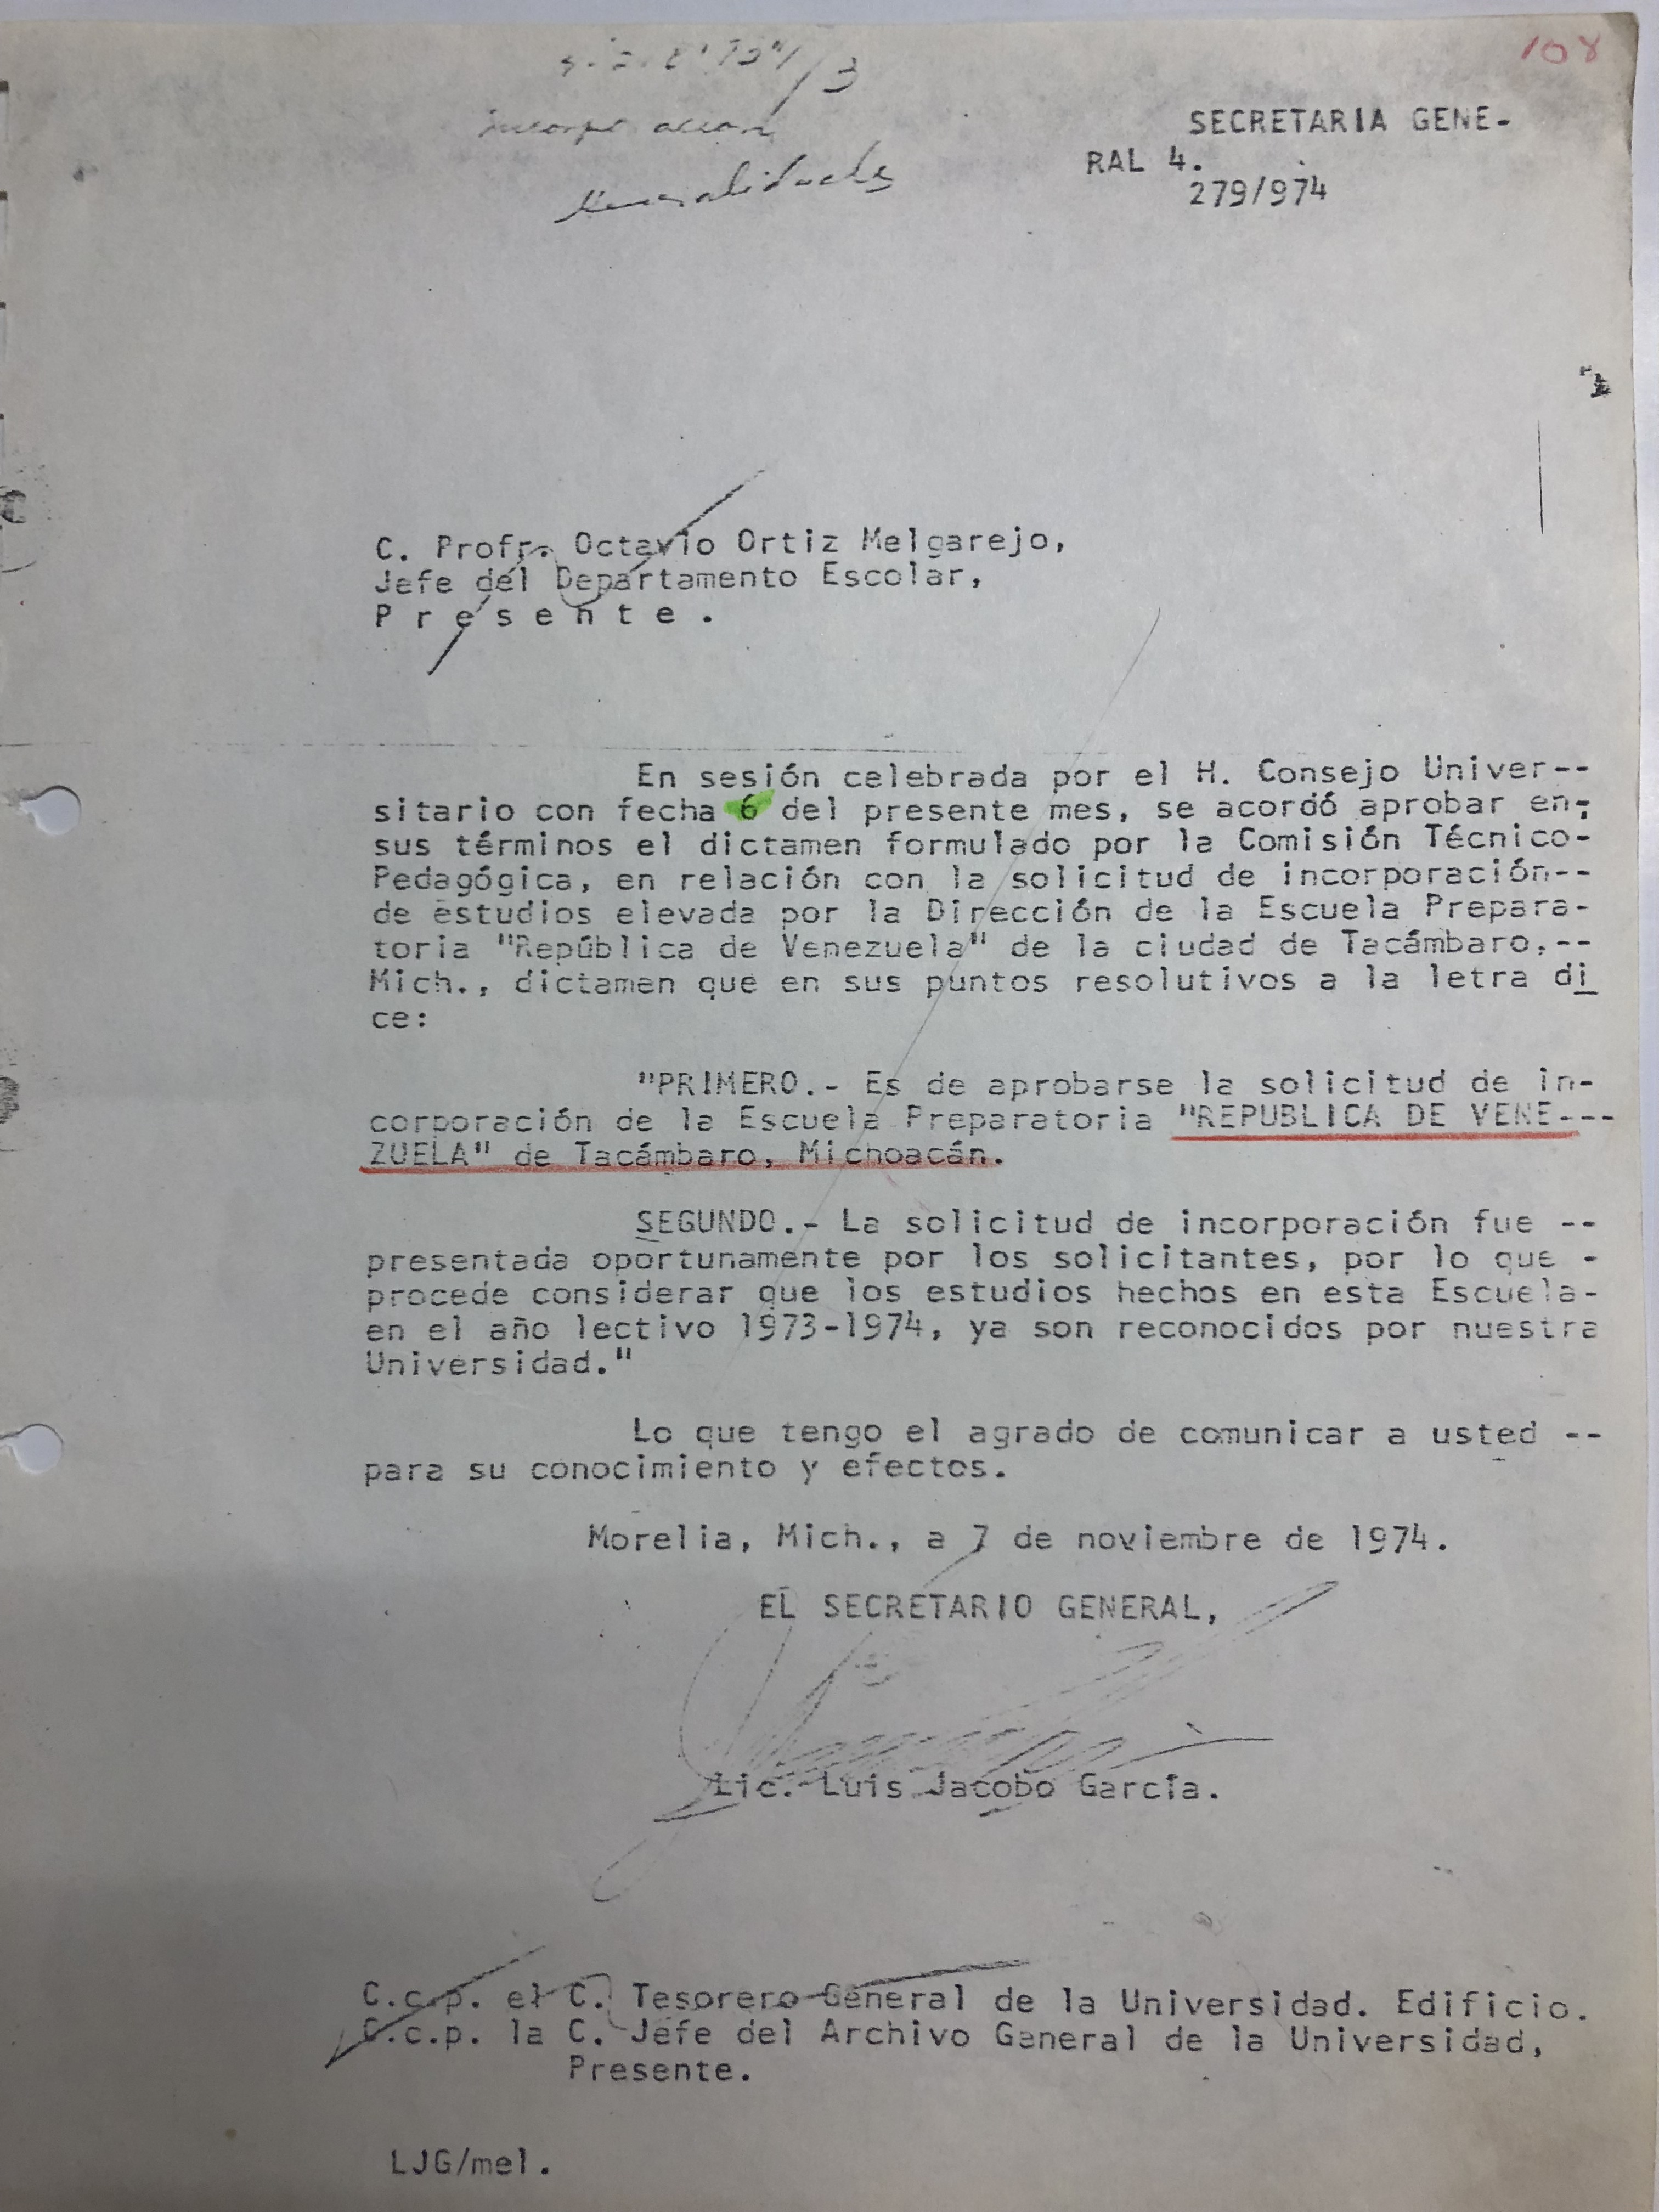 108
/3
incorporación
SECRETARIA GENE-
RAL 4.
279/974
C. Profr. Octavio Ortiz Melgarejo,
Jefe del Departamento Escolar,
P r e s e n t e .
En sesión celebrada por el H. Consejo Univer--
sitario con fecha 6 del presente mes, se acordó aprobar en-
sus términos el dictamen formulado por la Comisión Técnico-
Pedagógica, en relación con la solicitud de incorporación--
de estudios elevada por la Dirección de la Escuela Prepara-
toria "República de Venezuela" de la ciudad de Tacámbaro,--
Mich., dictamen que en sus puntos resolutivos a la letra di
ce:
"PRIMERO.- Es de aprobarse la solicitud de in-
corporación de la Escuela Preparatoria "REPUBLICA DE VENE---
ZUELA" de Tacámbaro, Michoacán.
SEGUNDO.- La solicitud de incorporación fue --
presentada oportunamente por los solicitantes, por lo que -
procede considerar que los estudios hechos en esta Escuela-
en el año lectivo 1973-1974, ya son reconocidos por nuestra
Universidad."
Lo que tengo el agrado de comunicar a usted --
para su conocimiento y efectos.
Morelia, Mich., a 7 de noviembre de 1974.
EL SECRETARIO GENERAL,
Lic. Luis Jacobo García.
C.c.p. el C. Tesorero General de la Universidad. Edificio.
C.c.p. la C. Jefe del Archivo General de la Universidad,
Presente.
LJG/mel.